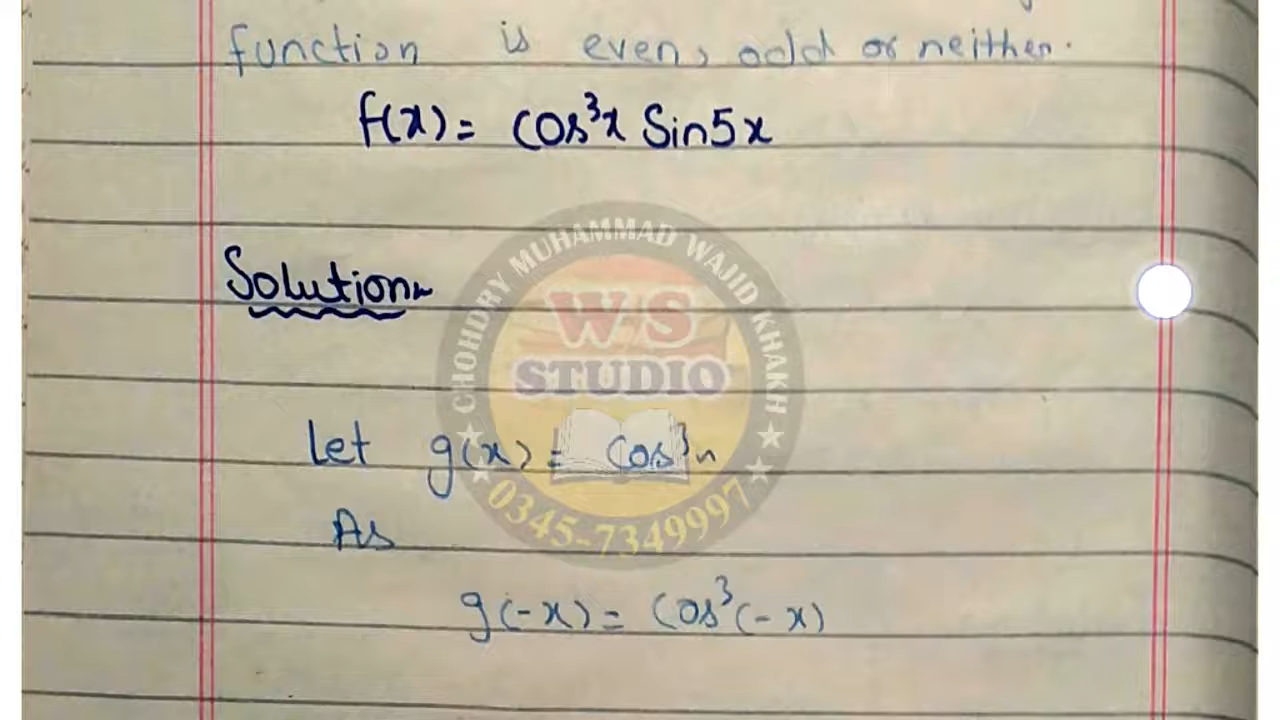 function is even, odd or neither.
f(x) = Cos³x Sin5x
Solution
CHOHDRY MUHAMMAD WAJID KHAKH
WS
STUDIO
Let g(x) = Cos³x
0345-7349997
As
g(-x) = Cos³(-x)